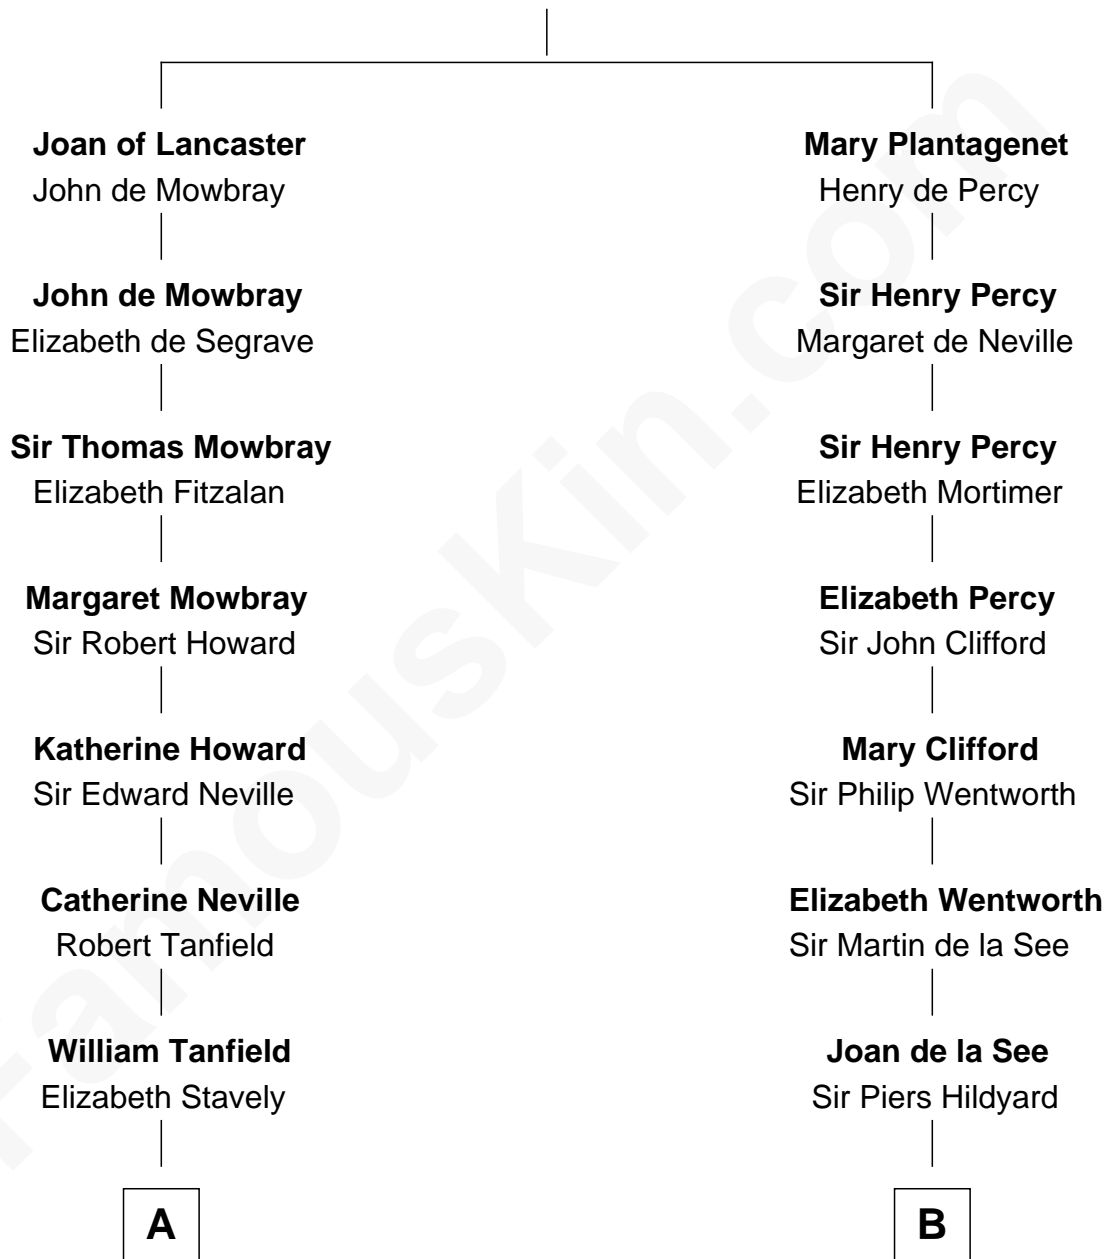 Joan of Lancaster
John de Mowbray
John de Mowbray
Elizabeth de Segrave
Sir Thomas Mowbray
Elizabeth Fitzalan
Margaret Mowbray
Sir Robert Howard
Katherine Howard
Sir Edward Neville
Catherine Neville
Robert Tanfield
William Tanfield
Elizabeth Stavely
A
Mary Plantagenet
Henry de Percy
Sir Henry Percy
Margaret de Neville
Sir Henry Percy
Elizabeth Mortimer
Elizabeth Percy
Sir John Clifford
Mary Clifford
Sir Philip Wentworth
Elizabeth Wentworth
Sir Martin de la See
Joan de la See
Sir Piers Hildyard
B
FamousKin.com